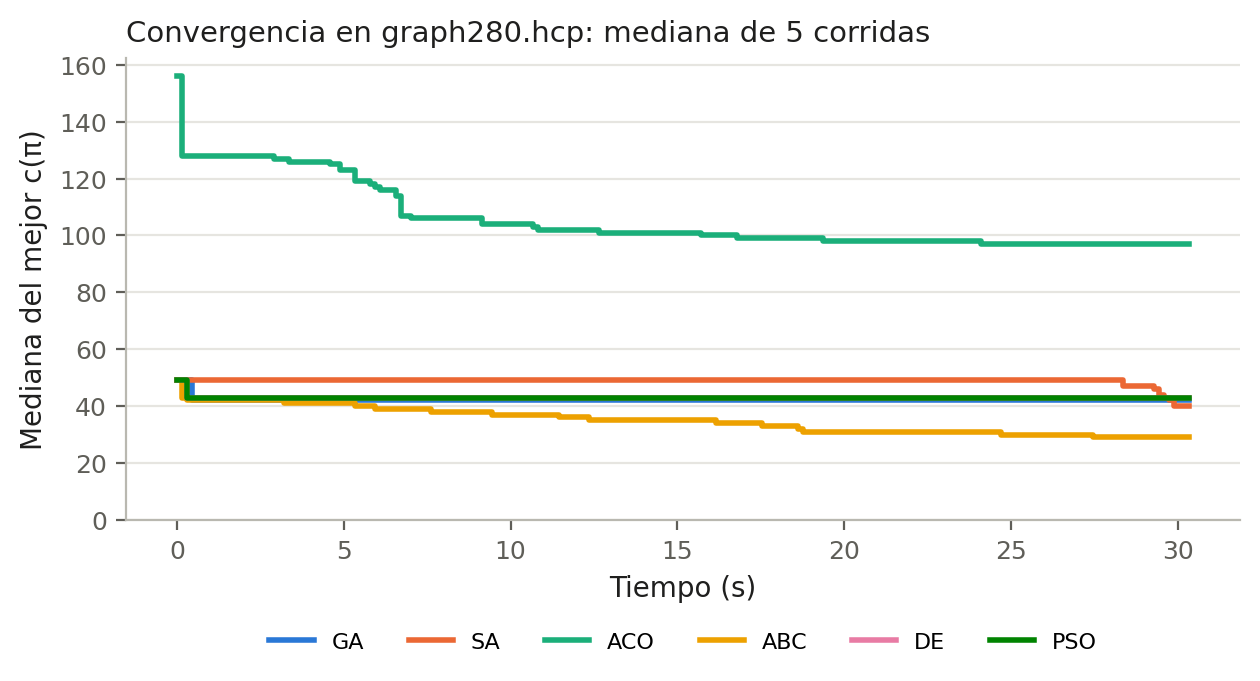 Convergencia en graph280.hcp: mediana de 5 corridas
Mediana del mejor c(π)
160
140
120
100
80
60
40
20
0
0 5 10 15 20 25 30
Tiempo (s)
GA SA ACO ABC DE PSO